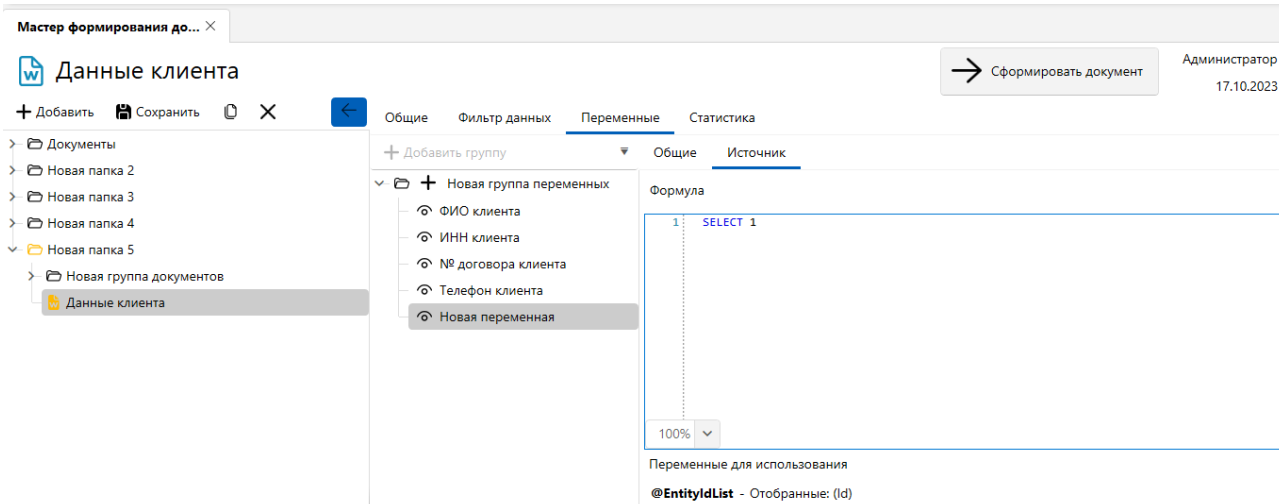 Мастер формирования до...
Данные клиента
Сформировать документ
Администратор
17.10.2023
Добавить Сохранить
Общие Фильтр данных Переменные Статистика
Документы
Новая папка 2
Новая папка 3
Новая папка 4
Новая папка 5
Новая группа документов
Данные клиента
Добавить группу
Новая группа переменных
ФИО клиента
ИНН клиента
№ договора клиента
Телефон клиента
Новая переменная
Общие Источник
Формула
1 SELECT 1
100%
Переменные для использования
@EntityIdList - Отобранные: (Id)